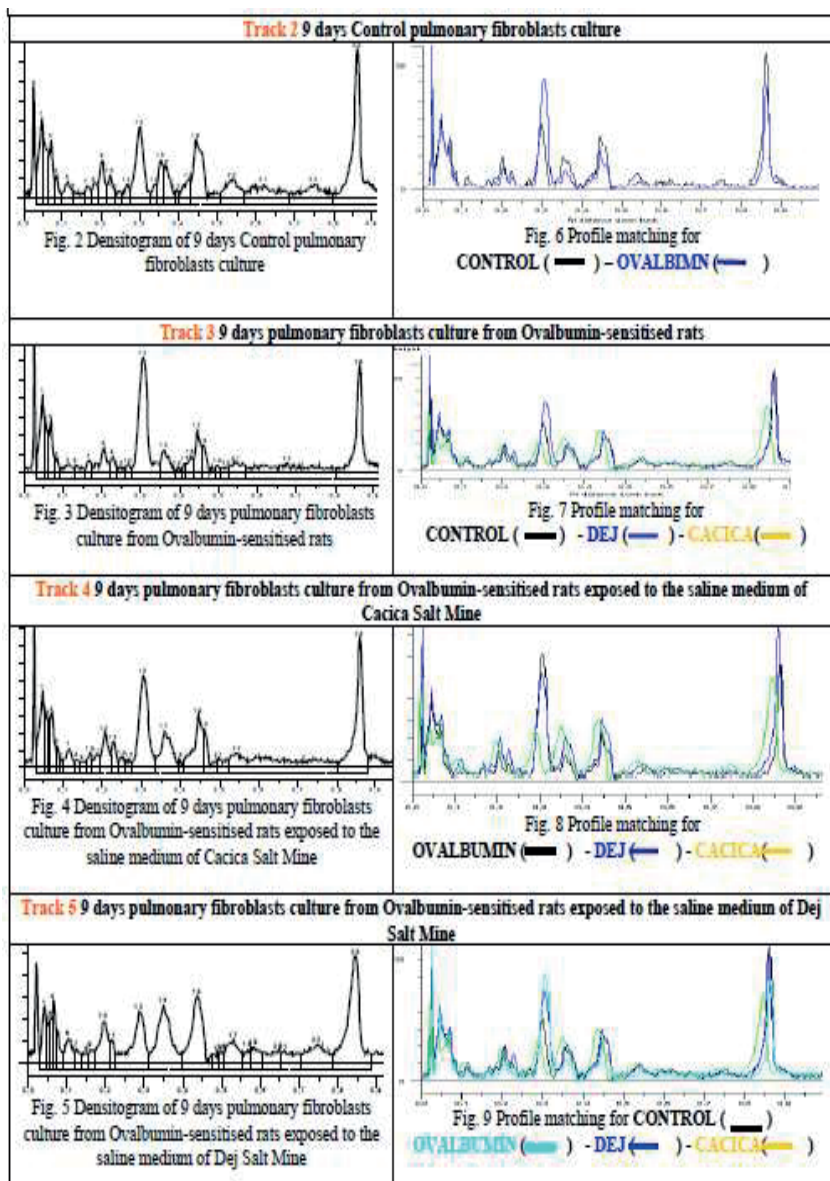 Track 2 9 days Control pulmonary fibroblasts culture
Fig. 2 Densitogram of 9 days Control pulmonary
fibroblasts culture
Fig. 6 Profile matching for
CONTROL ( ) – OVALBIMN( )
Track 3 9 days pulmonary fibroblasts culture from Ovalbumin-sensitised rats
Fig. 3 Densitogram of 9 days pulmonary fibroblasts
culture from Ovalbumin-sensitised rats
Fig. 7 Profile matching for
CONTROL ( ) - DEJ ( ) - CACICA( )
Track 4 9 days pulmonary fibroblasts culture from Ovalbumin-sensitised rats exposed to the saline medium of
Cacica Salt Mine
Fig. 4 Densitogram of 9 days pulmonary fibroblasts
culture from Ovalbumin-sensitised rats exposed to the
saline medium of Cacica Salt Mine
Fig. 8 Profile matching for
OVALBUMIN ( ) - DEJ ( ) - CACICA( )
Track 5 9 days pulmonary fibroblasts culture from Ovalbumin-sensitised rats exposed to the saline medium of Dej
Salt Mine
Fig. 5 Densitogram of 9 days pulmonary fibroblasts
culture from Ovalbumin-sensitised rats exposed to the
saline medium of Dej Salt Mine
Fig. 9 Profile matching for CONTROL ( )
OVALBUMIN ( ) - DEJ ( ) - CACICA( )